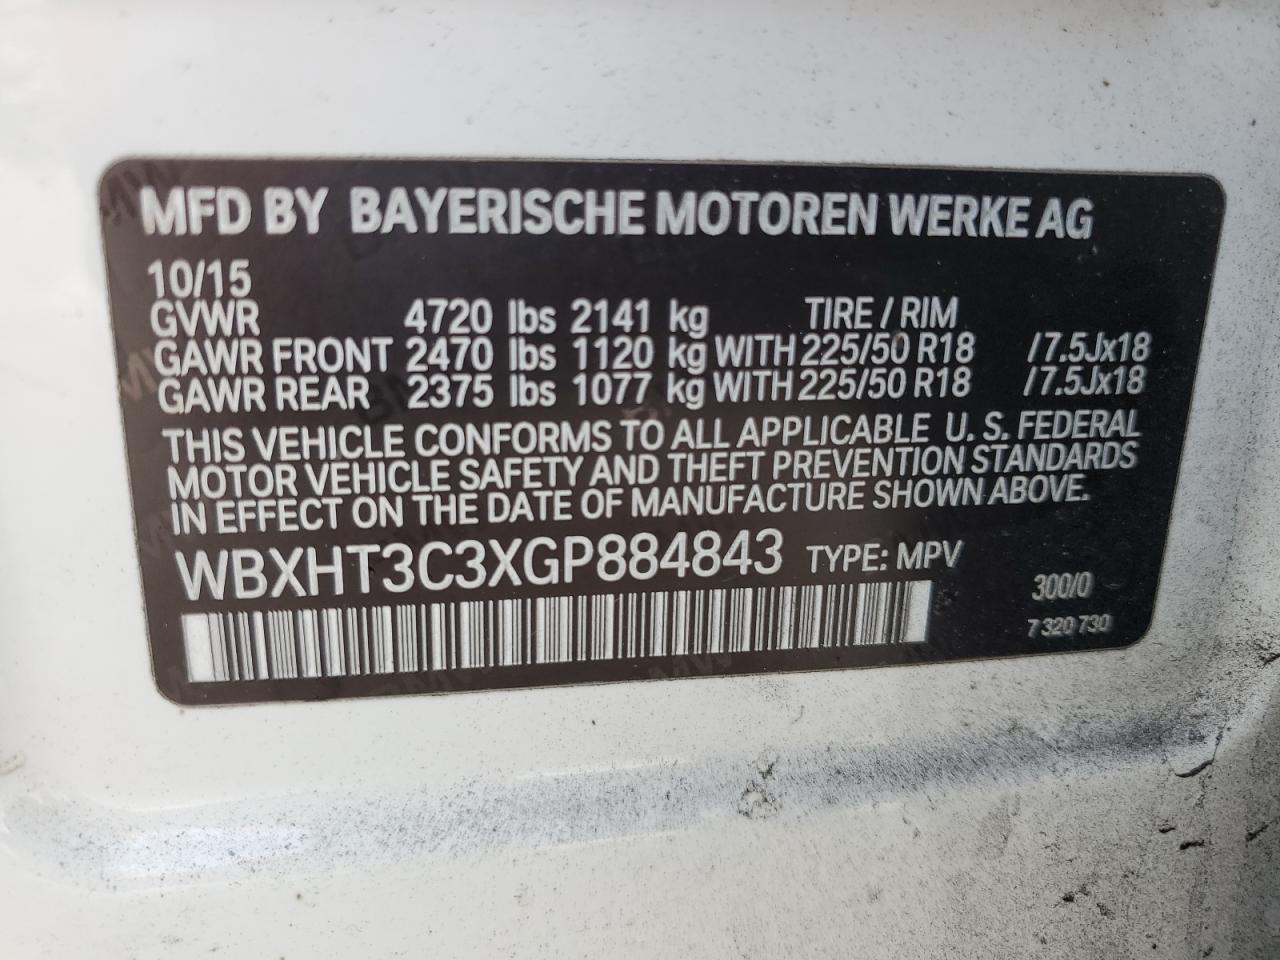 MFD BY BAYERISCHE MOTOREN WERKE AG
10/15
GVWR 4720 lbs 2141 kg TIRE / RIM
GAWR FRONT 2470 lbs 1120 kg WITH 225/50 R18 /7.5Jx18
GAWR REAR 2375 lbs 1077 kg WITH 225/50 R18 /7.5Jx18
THIS VEHICLE CONFORMS TO ALL APPLICABLE U. S. FEDERAL
MOTOR VEHICLE SAFETY AND THEFT PREVENTION STANDARDS
IN EFFECT ON THE DATE OF MANUFACTURE SHOWN ABOVE.
WBXHT3C3XGP884843 TYPE: MPV
300/0
7 320 730